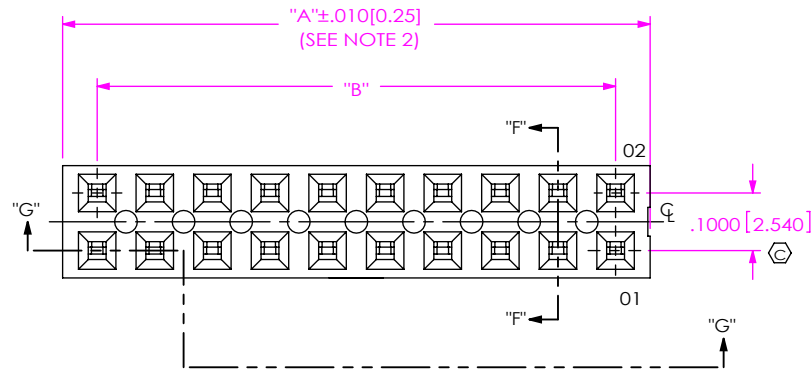 "A"±.010[0.25]
(SEE NOTE 2)
"B"
"F"
02
"G"
℄
.1000 [2.540]
C
"F"
01
"G"